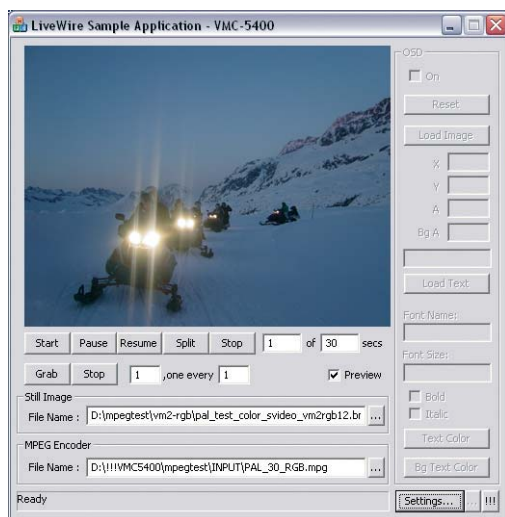 LiveWire Sample Application - VMC-5400
OSD
On
Reset
Load Image
X
Y
A
Bg A
Load Text
Font Name:
Font Size:
Bold
Italic
Text Color
Bg Text Color
Start Pause Resume Split Stop 1 of 30 secs
Grab Stop 1 ,one every 1 Preview
Still Image
File Name : D:\mpegtest\vm2-rgb\pal_test_color_svideo_vm2rgb12.br ...
MPEG Encoder
File Name : D:\!!!VMC5400\mpegtest\INPUT\PAL_30_RGB.mpg ...
Ready Settings... ... !!!